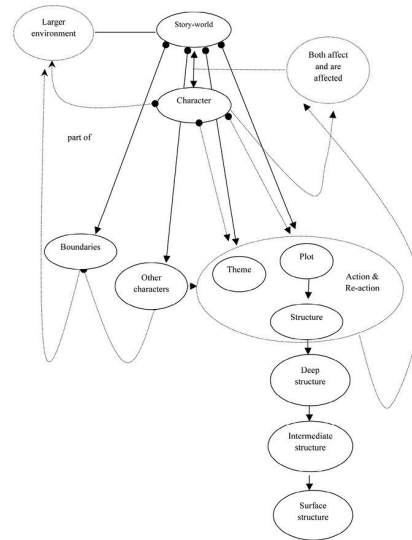 Larger
environment
Story-world
Both affect
and are
affected
Character
part of
Boundaries
Other
characters
Theme
Plot
Action &
Re-action
Structure
Deep
structure
Intermediate
structure
Surface
structure